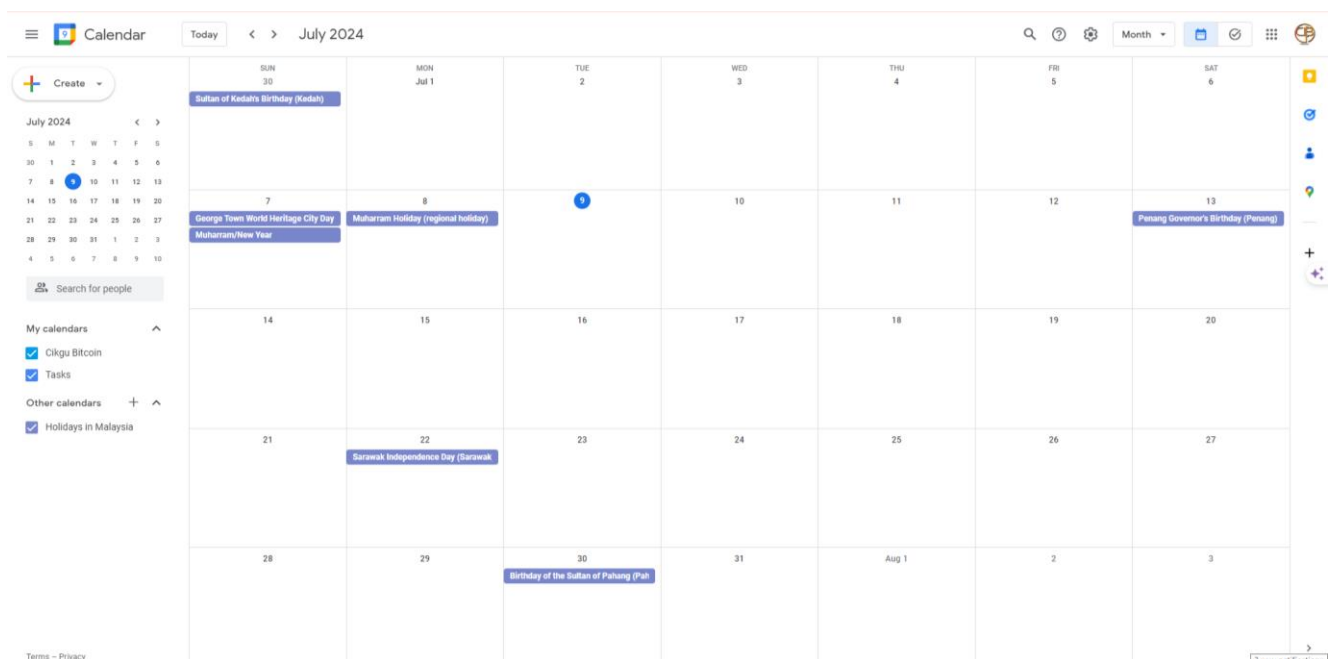 Calendar
Today
July 2024
Month
Create
July 2024
S M T W T F S
30 1 2 3 4 5 6
7 8 9 10 11 12 13
14 15 16 17 18 19 20
21 22 23 24 25 26 27
28 29 30 31 1 2 3
4 5 6 7 8 9 10
Search for people
My calendars
Cikgu Bitcoin
Tasks
Other calendars
Holidays in Malaysia
Terms – Privacy
SUN MON TUE WED THU FRI SAT
30 Jul 1 2 3 4 5 6
Sultan of Kedah's Birthday (Kedah)
7 8 9 10 11 12 13
George Town World Heritage City Day Muharram Holiday (regional holiday) Penang Governor's Birthday (Penang)
Muharram/New Year
14 15 16 17 18 19 20
21 22 23 24 25 26 27
Sarawak Independence Day (Sarawak
28 29 30 31 Aug 1 2 3
Birthday of the Sultan of Pahang (Pah